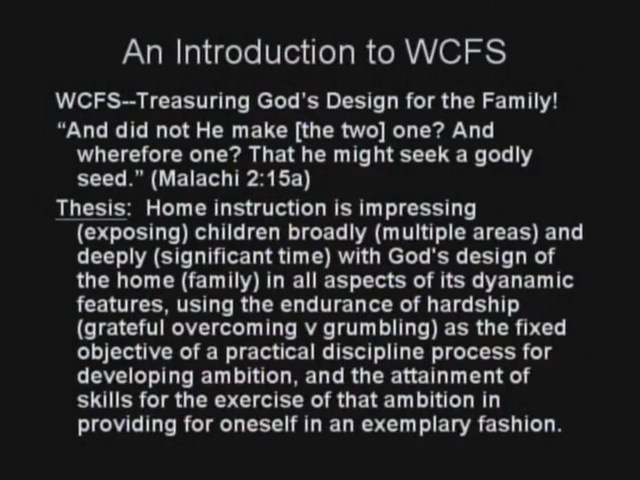 An Introduction to WCFS
WCFS--Treasuring God's Design for the Family!
“And did not He make [the two] one? And
wherefore one? That he might seek a godly
seed.” (Malachi 2:15a)
Thesis: Home instruction is impressing
(exposing) children broadly (multiple areas) and
deeply (significant time) with God's design of
the home (family) in all aspects of its dyanamic
features, using the endurance of hardship
(grateful overcoming v grumbling) as the fixed
objective of a practical discipline process for
developing ambition, and the attainment of
skills for the exercise of that ambition in
providing for oneself in an exemplary fashion.